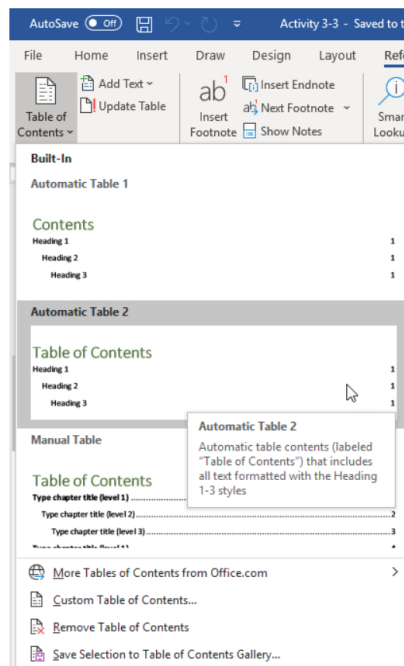 AutoSave Off Activity 3-3 - Saved to t
File Home Insert Draw Design Layout Ref
Table of
Contents
Add Text
Update Table
ab1
Insert
Footnote
Insert Endnote
Next Footnote
Show Notes
Smar
Looku
Built-In
Automatic Table 1
Contents
Heading 1 1
Heading 2 1
Heading 3 1
Automatic Table 2
Table of Contents
Heading 1 1
Heading 2 1
Heading 3 1
Automatic Table 2
Automatic table contents (labeled
“Table of Contents”) that includes
all text formatted with the Heading
1-3 styles
Manual Table
Table of Contents
Type chapter title (level 1)
Type chapter title (level 2) 2
Type chapter title (level 3) 3
More Tables of Contents from Office.com
Custom Table of Contents...
Remove Table of Contents
Save Selection to Table of Contents Gallery...